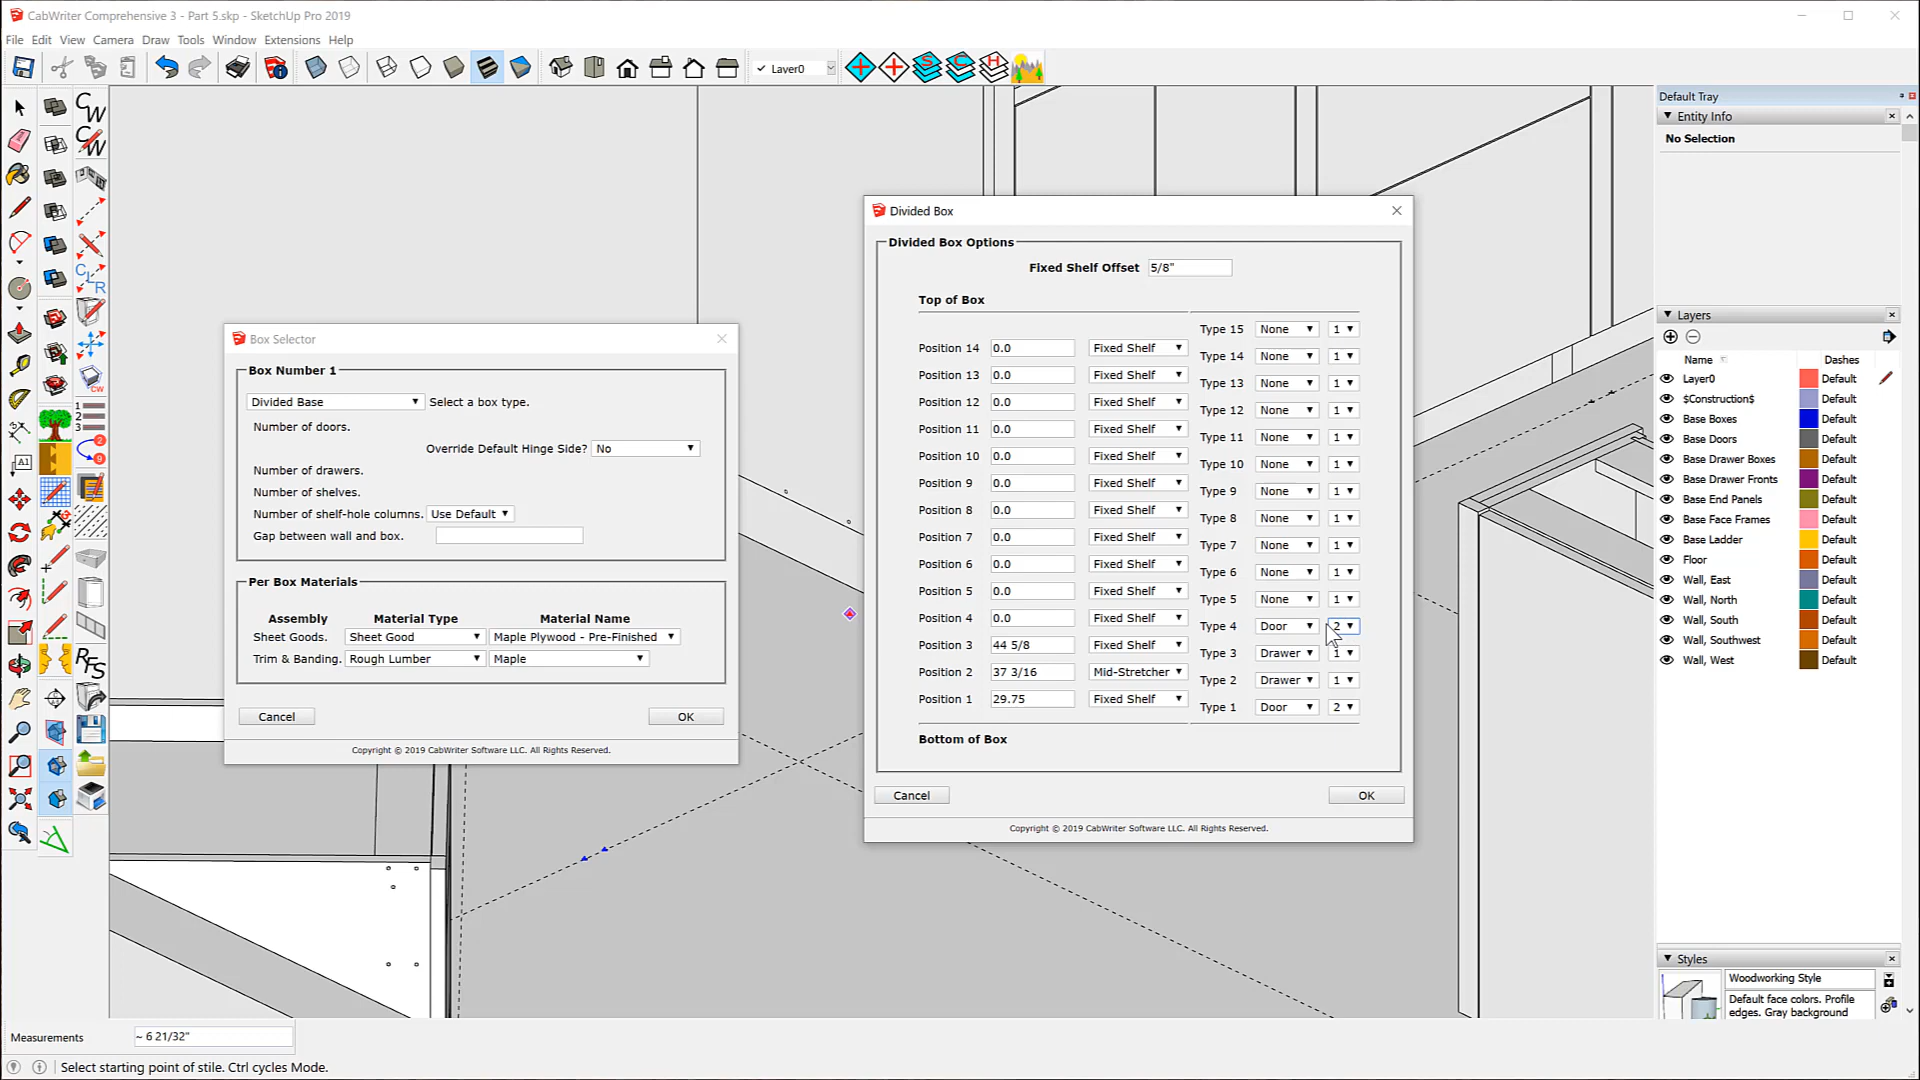 CabWriter Comprehensive 3 - Part 5.skp - SketchUp Pro 2019
File Edit View Camera Draw Tools Window Extensions Help
✓ Layer0
Default Tray
Entity Info
No Selection
Layers
Name Dashes
Layer0 Default
$Construction$ Default
Base Boxes Default
Base Doors Default
Base Drawer Boxes Default
Base Drawer Fronts Default
Base End Panels Default
Base Face Frames Default
Base Ladder Default
Floor Default
Wall, East Default
Wall, North Default
Wall, South Default
Wall, Southwest Default
Wall, West Default
Styles
Woodworking Style
Default face colors. Profile
edges. Gray background
Box Selector
Box Number 1
Divided Base Select a box type.
Number of doors.
Override Default Hinge Side? No
Number of drawers.
Number of shelves.
Number of shelf-hole columns. Use Default
Gap between wall and box.
Per Box Materials
Assembly Material Type Material Name
Sheet Goods. Sheet Good Maple Plywood - Pre-Finished
Trim & Banding. Rough Lumber Maple
Cancel OK
Copyright © 2019 CabWriter Software LLC. All Rights Reserved.
Divided Box
Divided Box Options
Fixed Shelf Offset 5/8"
Top of Box
Type 15 None 1
Position 14 0.0 Fixed Shelf
Type 14 None 1
Position 13 0.0 Fixed Shelf
Type 13 None 1
Position 12 0.0 Fixed Shelf
Type 12 None 1
Position 11 0.0 Fixed Shelf
Type 11 None 1
Position 10 0.0 Fixed Shelf
Type 10 None 1
Position 9 0.0 Fixed Shelf
Type 9 None 1
Position 8 0.0 Fixed Shelf
Type 8 None 1
Position 7 0.0 Fixed Shelf
Type 7 None 1
Position 6 0.0 Fixed Shelf
Type 6 None 1
Position 5 0.0 Fixed Shelf
Type 5 None 1
Position 4 0.0 Fixed Shelf
Type 4 Door 2
Position 3 44 5/8 Fixed Shelf
Type 3 Drawer 1
Position 2 37 3/16 Mid-Stretcher
Type 2 Drawer 1
Position 1 29.75 Fixed Shelf
Type 1 Door 2
Bottom of Box
Cancel OK
Copyright © 2019 CabWriter Software LLC. All Rights Reserved.
Measurements ~ 6 21/32"
Select starting point of stile. Ctrl cycles Mode.